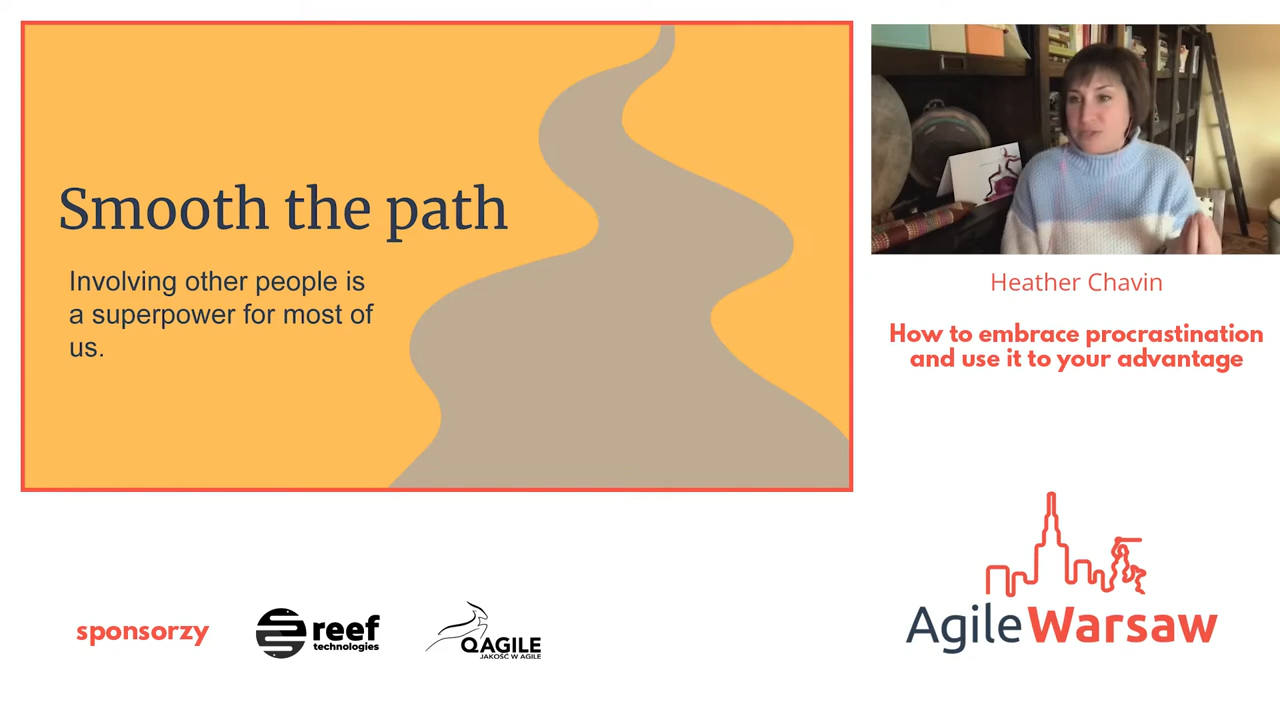 Smooth the path
Involving other people is
a superpower for most of
us.
Heather Chavin
How to embrace procrastination
and use it to your advantage
sponsorzy
reef
technologies
QAGILE
JAKOŚĆ W AGILE
AgileWarsaw